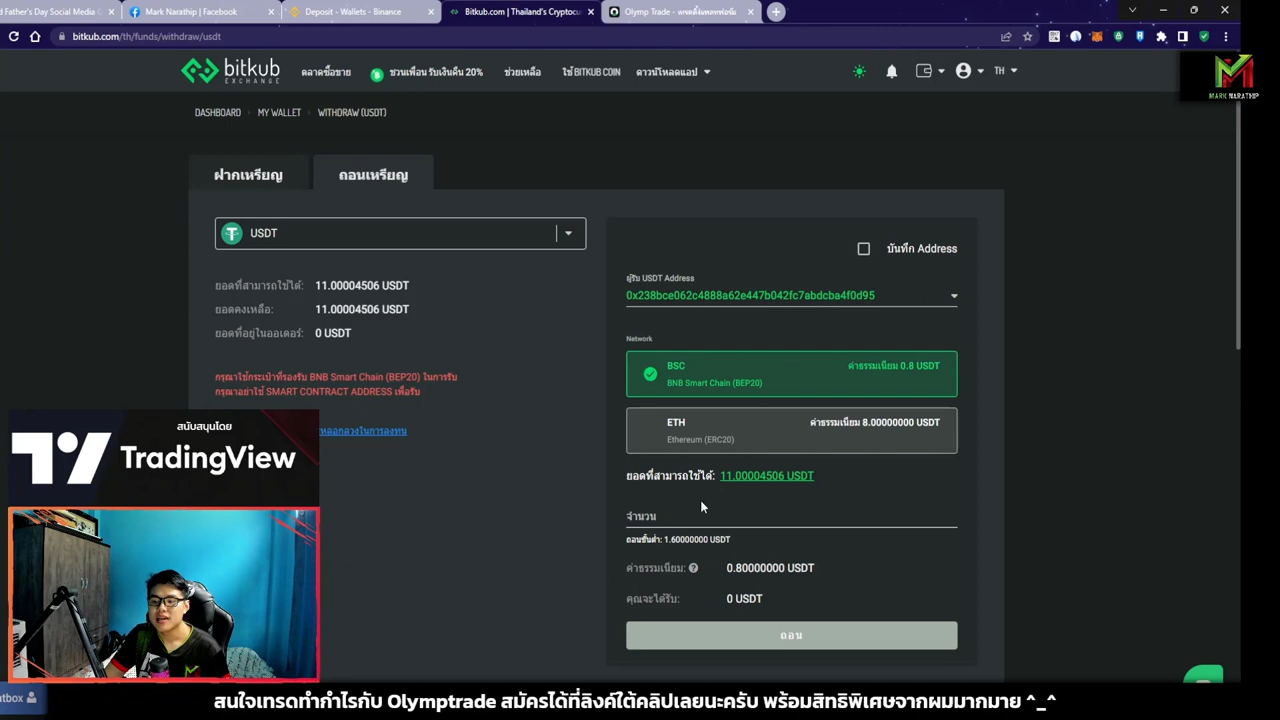 d Father's Day Social Media
Mark Narathip | Facebook
Deposit - Wallets - Binance
Bitkub.com | Thailand's Cryptocu
Olymp Trade -
bitkub.com/th/funds/withdraw/usdt
bitkub
EXCHANGE
ตลาดซื้อขาย
ชวนเพื่อน รับเงินคืน 20%
ช่วยเหลือ
ใช้ BITKUB COIN
ดาวน์โหลดแอป
TH
MARK NARATHIP
DASHBOARD
MY WALLET
WITHDRAW (USDT)
ฝากเหรียญ
ถอนเหรียญ
USDT
บันทึก Address
ผู้รับ USDT Address
0x238bce062c4888a62e447b042fc7abdcba4f0d95
ยอดที่สามารถใช้ได้: 11.00004506 USDT
ยอดคงเหลือ: 11.00004506 USDT
ยอดที่อยู่ในออเดอร์: 0 USDT
กรุณาใช้กระเป๋าที่รองรับ BNB Smart Chain (BEP20) ในการรับ
กรุณาอย่าใช้ SMART CONTRACT ADDRESS เพื่อรับ
หลอกลวงในการลงทุน
Network
BSC
ค่าธรรมเนียม 0.8 USDT
BNB Smart Chain (BEP20)
ETH
ค่าธรรมเนียม 8.00000000 USDT
Ethereum (ERC20)
ยอดที่สามารถใช้ได้: 11.00004506 USDT
จำนวน
ถอนขั้นต่ำ: 1.60000000 USDT
ค่าธรรมเนียม: 0.80000000 USDT
คุณจะได้รับ: 0 USDT
ถอน
สนับสนุนโดย
TradingView
atbox
สนใจเทรดทำกำไรกับ Olymptrade สมัครได้ที่ลิงค์ใต้คลิปเลยนะครับ พร้อมสิทธิพิเศษจากผมมากมาย ^_^